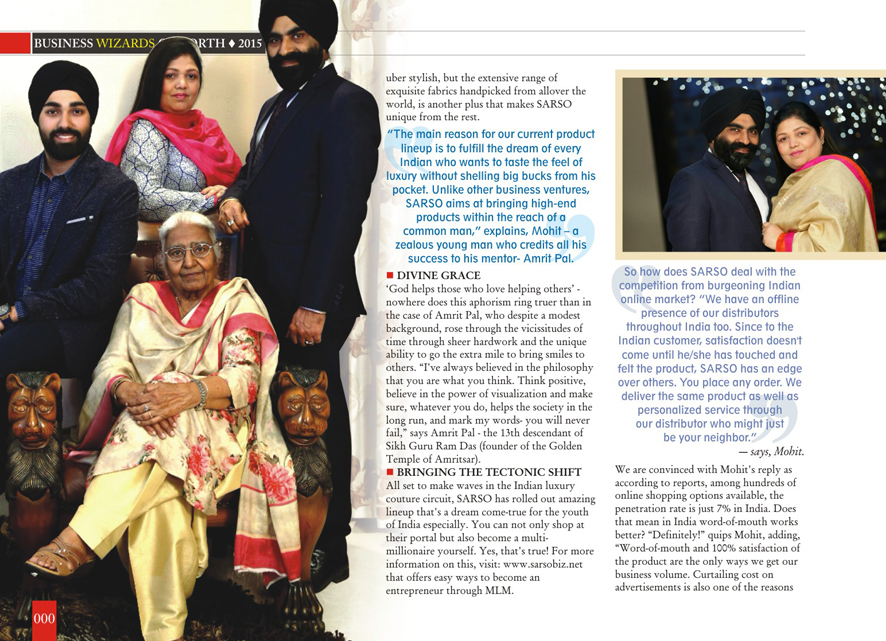 BUSINESS WIZARDS ORTH ♦ 2015
uber stylish, but the extensive range of
exquisite fabrics handpicked from allover the
world, is another plus that makes SARSO
unique from the rest.
“The main reason for our current product
lineup is to fulfill the dream of every
Indian who wants to taste the feel of
luxury without shelling big bucks from his
pocket. Unlike other business ventures,
SARSO aims at bringing high-end
products within the reach of a
common man,” explains, Mohit – a
zealous young man who credits all his
success to his mentor- Amrit Pal.
■ DIVINE GRACE
‘God helps those who love helping others’ -
nowhere does this aphorism ring truer than in
the case of Amrit Pal, who despite a modest
background, rose through the vicissitudes of
time through sheer hardwork and the unique
ability to go the extra mile to bring smiles to
others. “I’ve always believed in the philosophy
that you are what you think. Think positive,
believe in the power of visualization and make
sure, whatever you do, helps the society in the
long run, and mark my words- you will never
fail,” says Amrit Pal - the 13th descendant of
Sikh Guru Ram Das (founder of the Golden
Temple of Amritsar).
■ BRINGING THE TECTONIC SHIFT
All set to make waves in the Indian luxury
couture circuit, SARSO has rolled out amazing
lineup that’s a dream come-true for the youth
of India especially. You can not only shop at
their portal but also become a multi-
millionaire yourself. Yes, that’s true! For more
information on this, visit: www.sarsobiz.net
that offers easy ways to become an
entrepreneur through MLM.
So how does SARSO deal with the
competition from burgeoning Indian
online market? “We have an offline
presence of our distributors
throughout India too. Since to the
Indian customer, satisfaction doesn't
come until he/she has touched and
felt the product, SARSO has an edge
over others. You place any order. We
deliver the same product as well as
personalized service through
our distributor who might just
be your neighbor.”
— says, Mohit.
We are convinced with Mohit’s reply as
according to reports, among hundreds of
online shopping options available, the
penetration rate is just 7% in India. Does
that mean in India word-of-mouth works
better? “Definitely!” quips Mohit, adding,
“Word-of-mouth and 100% satisfaction of
the product are the only ways we get our
business volume. Curtailing cost on
advertisements is also one of the reasons
000